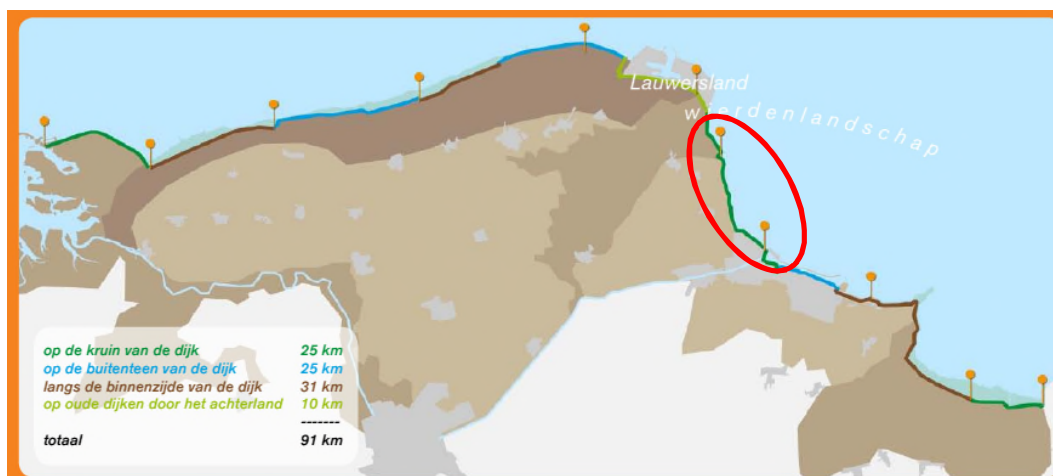 Lauwersland
wierdenlandschap
op de kruin van de dijk 25 km
op de buitenteen van de dijk 25 km
langs de binnenzijde van de dijk 31 km
op oude dijken door het achterland 10 km
-------
totaal 91 km